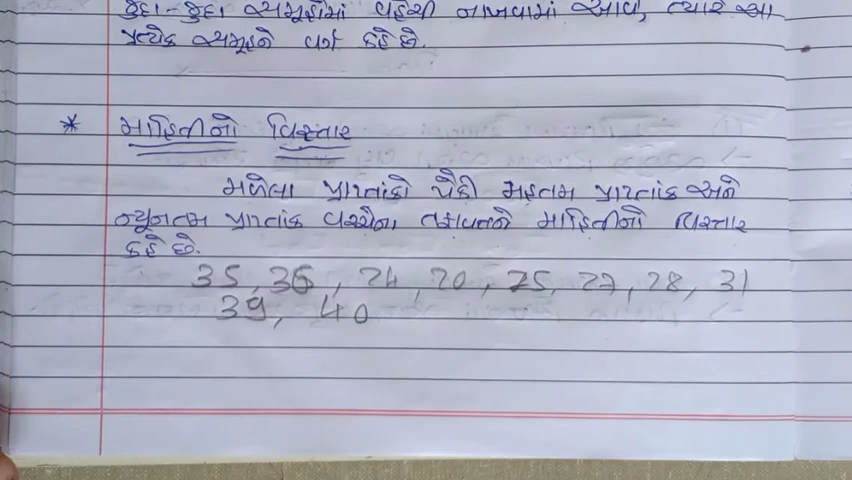 જુદા-જુદા સમૂહોમાં વહેંચી નાખવામાં આવે, ત્યારે આ
પ્રત્યેક સમૂહને વર્ગ કહે છે.
* માહિતીનો વિસ્તાર
મળેલા પ્રાપ્તાંકો પૈકી મહત્તમ પ્રાપ્તાંક અને
ન્યૂનતમ પ્રાપ્તાંક વચ્ચેના તફાવતને માહિતીનો વિસ્તાર
કહે છે.
35, 36, 24, 20, 25, 27, 28, 31
39, 40